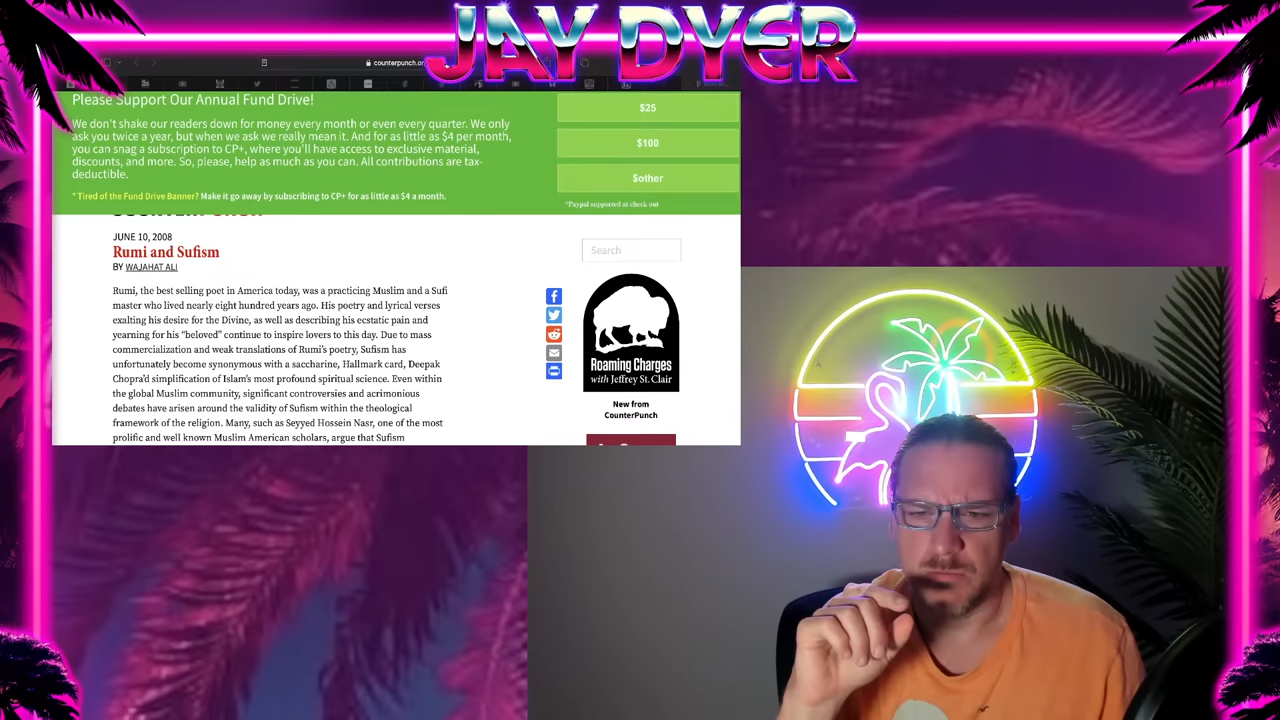 JAY DYER
counterpunch.or
Please Support Our Annual Fund Drive!
We don't shake our readers down for money every month or even every quarter. We only
ask you twice a year, but when we ask we really mean it. And for as little as $4 per month,
you can snag a subscription to CP+, where you'll have access to exclusive material,
discounts, and more. So, please, help as much as you can. All contributions are tax-
deductible.
* Tired of the Fund Drive Banner? Make it go away by subscribing to CP+ for as little as $4 a month.
$25
$100
$other
*Paypal supported at check out
JUNE 10, 2008
Rumi and Sufism
BY WAJAHAT ALI
Rumi, the best selling poet in America today, was a practicing Muslim and a Sufi
master who lived nearly eight hundred years ago. His poetry and lyrical verses
exalting his desire for the Divine, as well as describing his ecstatic pain and
yearning for his “beloved” continue to inspire lovers to this day. Due to mass
commercialization and weak translations of Rumi’s poetry, Sufism has
unfortunately become synonymous with a saccharine, Hallmark card, Deepak
Chopra’d simplification of Islam’s most profound spiritual science. Even within
the global Muslim community, significant controversies and acrimonious
debates have arisen around the validity of Sufism within the theological
framework of the religion. Many, such as Seyyed Hossein Nasr, one of the most
prolific and well known Muslim American scholars, argue that Sufism
Search
Roaming Charges
with Jeffrey St. Clair
New from
CounterPunch